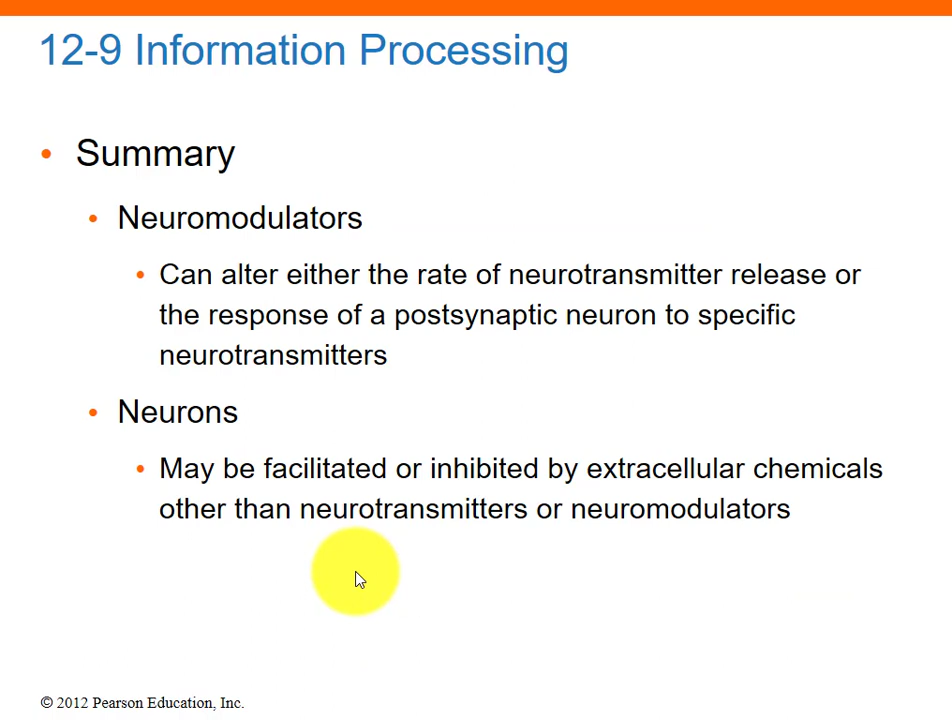 12-9 Information Processing
• Summary
• Neuromodulators
• Can alter either the rate of neurotransmitter release or
the response of a postsynaptic neuron to specific
neurotransmitters
• Neurons
• May be facilitated or inhibited by extracellular chemicals
other than neurotransmitters or neuromodulators
© 2012 Pearson Education, Inc.